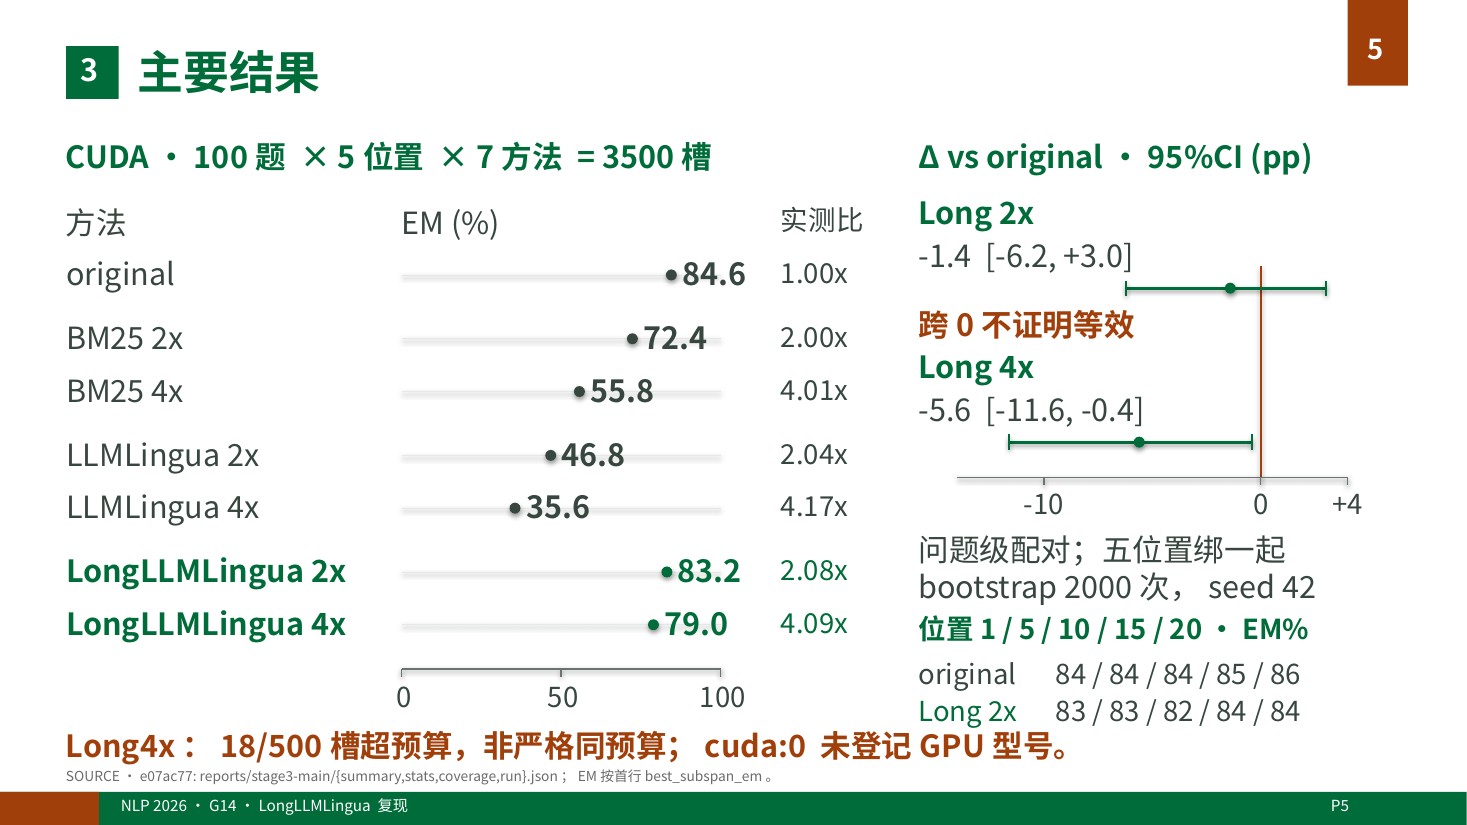 5
3 主要结果
CUDA · 100 题 × 5 位置 × 7 方法 = 3500 槽
方法 EM (%) 实测比
original 84.6 1.00x
BM25 2x 72.4 2.00x
BM25 4x 55.8 4.01x
LLMLingua 2x 46.8 2.04x
LLMLingua 4x 35.6 4.17x
LongLLMLingua 2x 83.2 2.08x
LongLLMLingua 4x 79.0 4.09x
0 50 100
Δ vs original · 95%CI (pp)
Long 2x
-1.4 [-6.2, +3.0]
跨 0 不证明等效
Long 4x
-5.6 [-11.6, -0.4]
-10 0 +4
问题级配对；五位置绑一起
bootstrap 2000 次， seed 42
位置 1 / 5 / 10 / 15 / 20 · EM%
original 84 / 84 / 84 / 85 / 86
Long 2x 83 / 83 / 82 / 84 / 84
Long4x： 18/500 槽超预算，非严格同预算； cuda:0 未登记 GPU 型号。
SOURCE · e07ac77: reports/stage3-main/{summary,stats,coverage,run}.json； EM 按首行 best_subspan_em 。
NLP 2026 · G14 · LongLLMLingua 复现 P5